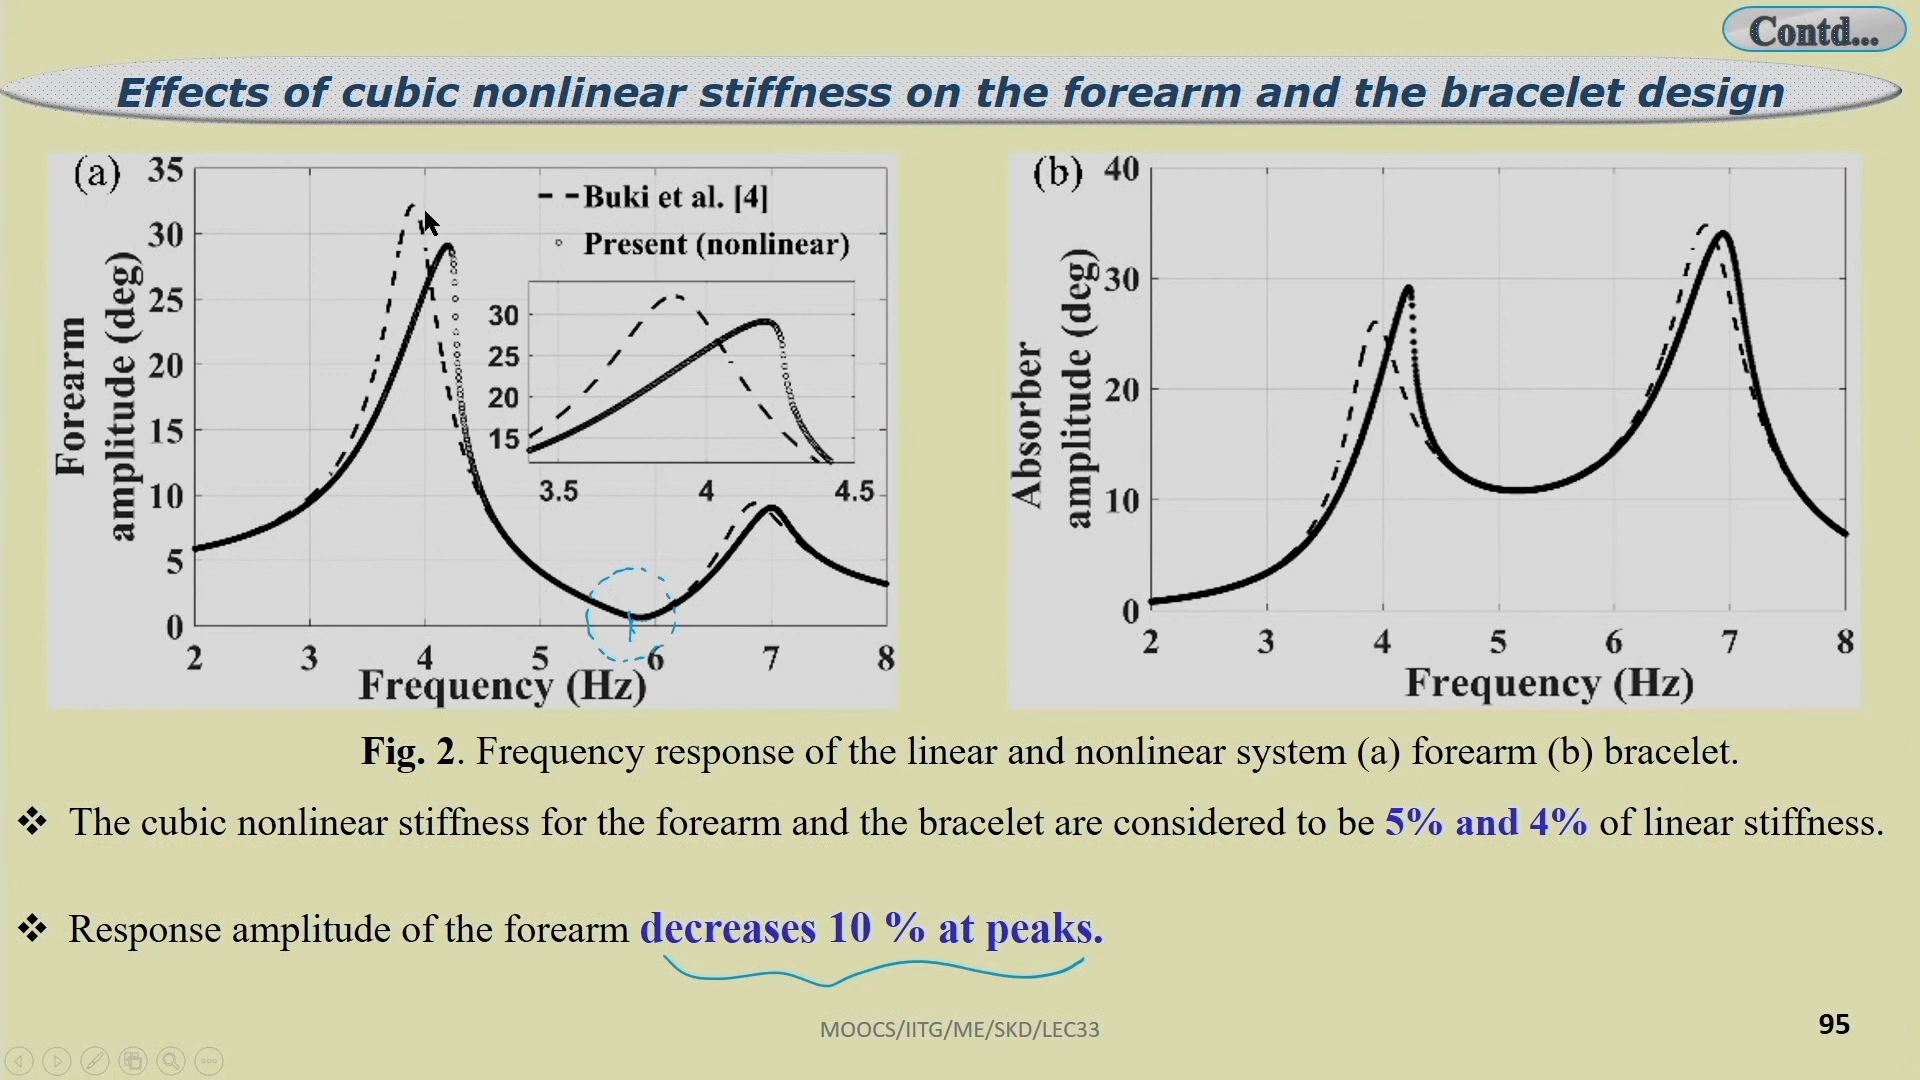 Contd...
Effects of cubic nonlinear stiffness on the forearm and the bracelet design
(a)
35
30
25
20
15
10
5
0
Forearm
amplitude (deg)
Buki et al. [4]
Present (nonlinear)
30
25
20
15
3.5 4 4.5
2 3 4 5 6 7 8
Frequency (Hz)
(b)
40
30
20
10
0
Absorber
amplitude (deg)
2 3 4 5 6 7 8
Frequency (Hz)
Fig. 2. Frequency response of the linear and nonlinear system (a) forearm (b) bracelet.
❖ The cubic nonlinear stiffness for the forearm and the bracelet are considered to be 5% and 4% of linear stiffness.
❖ Response amplitude of the forearm decreases 10 % at peaks.
MOOCS/IITG/ME/SKD/LEC33
95